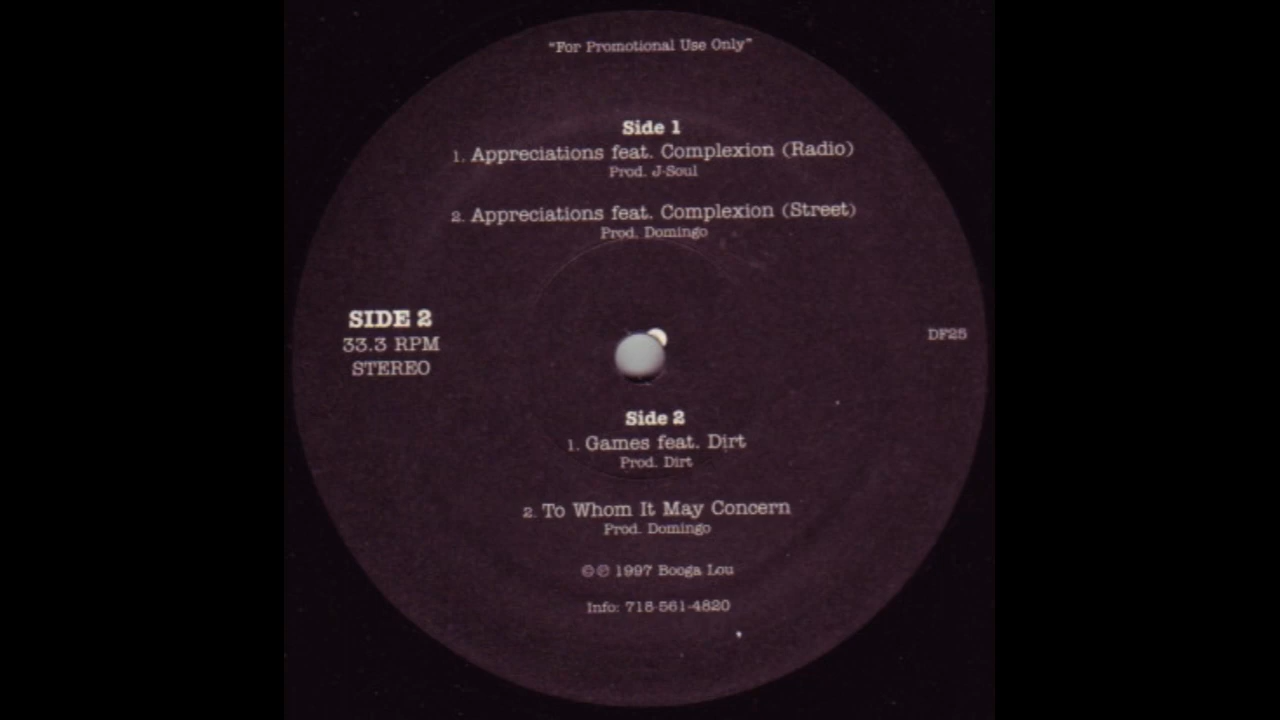 "For Promotional Use Only"
Side 1
1. Appreciations feat. Complexion (Radio)
Prod. J-Soul
2. Appreciations feat. Complexion (Street)
Prod. Domingo
SIDE 2
33.3 RPM
STEREO
DF25
Side 2
1. Games feat. Dirt
Prod. Dirt
2. To Whom It May Concern
Prod. Domingo
©℗ 1997 Booga Lou
Info: 718-561-4820